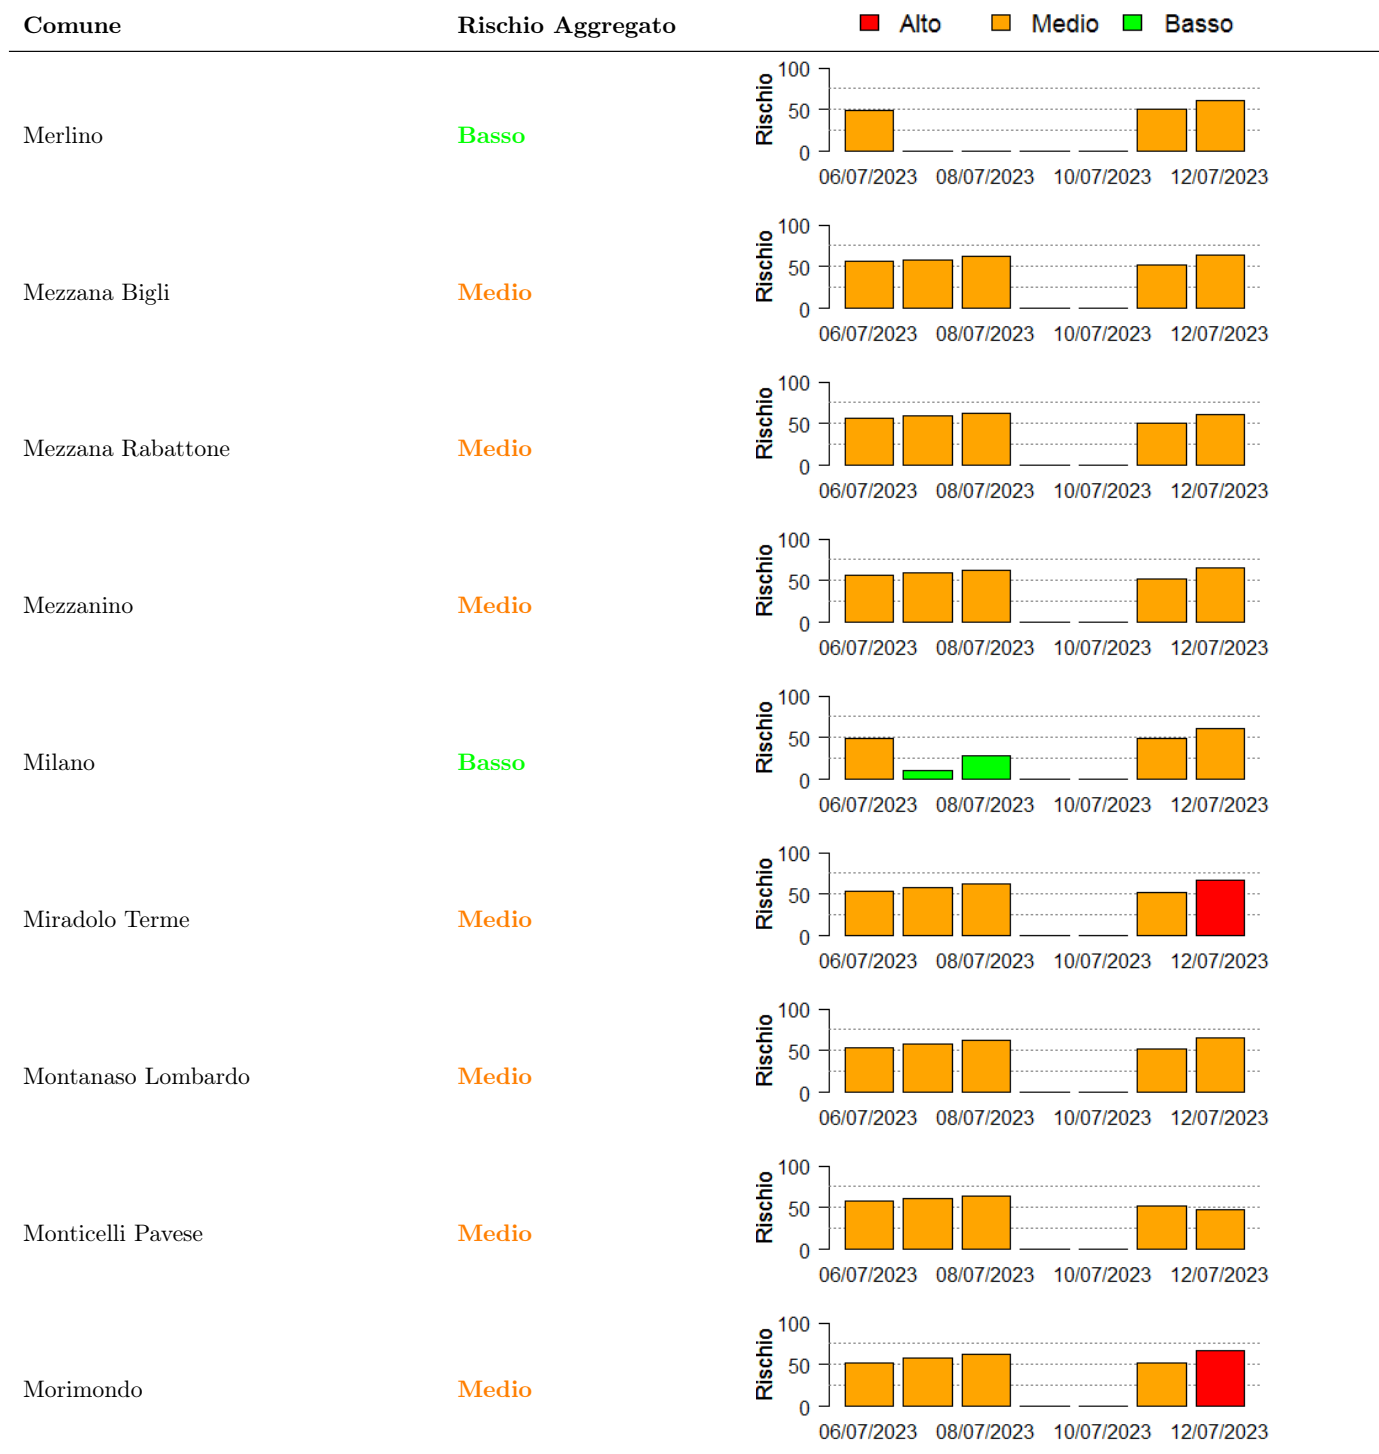 Comune Rischio Aggregato Alto Medio Basso
Merlino Basso
Rischio
100
50
0
06/07/2023 08/07/2023 10/07/2023 12/07/2023
Mezzana Bigli Medio
Rischio
100
50
0
06/07/2023 08/07/2023 10/07/2023 12/07/2023
Mezzana Rabattone Medio
Rischio
100
50
0
06/07/2023 08/07/2023 10/07/2023 12/07/2023
Mezzanino Medio
Rischio
100
50
0
06/07/2023 08/07/2023 10/07/2023 12/07/2023
Milano Basso
Rischio
100
50
0
06/07/2023 08/07/2023 10/07/2023 12/07/2023
Miradolo Terme Medio
Rischio
100
50
0
06/07/2023 08/07/2023 10/07/2023 12/07/2023
Montanaso Lombardo Medio
Rischio
100
50
0
06/07/2023 08/07/2023 10/07/2023 12/07/2023
Monticelli Pavese Medio
Rischio
100
50
0
06/07/2023 08/07/2023 10/07/2023 12/07/2023
Morimondo Medio
Rischio
100
50
0
06/07/2023 08/07/2023 10/07/2023 12/07/2023